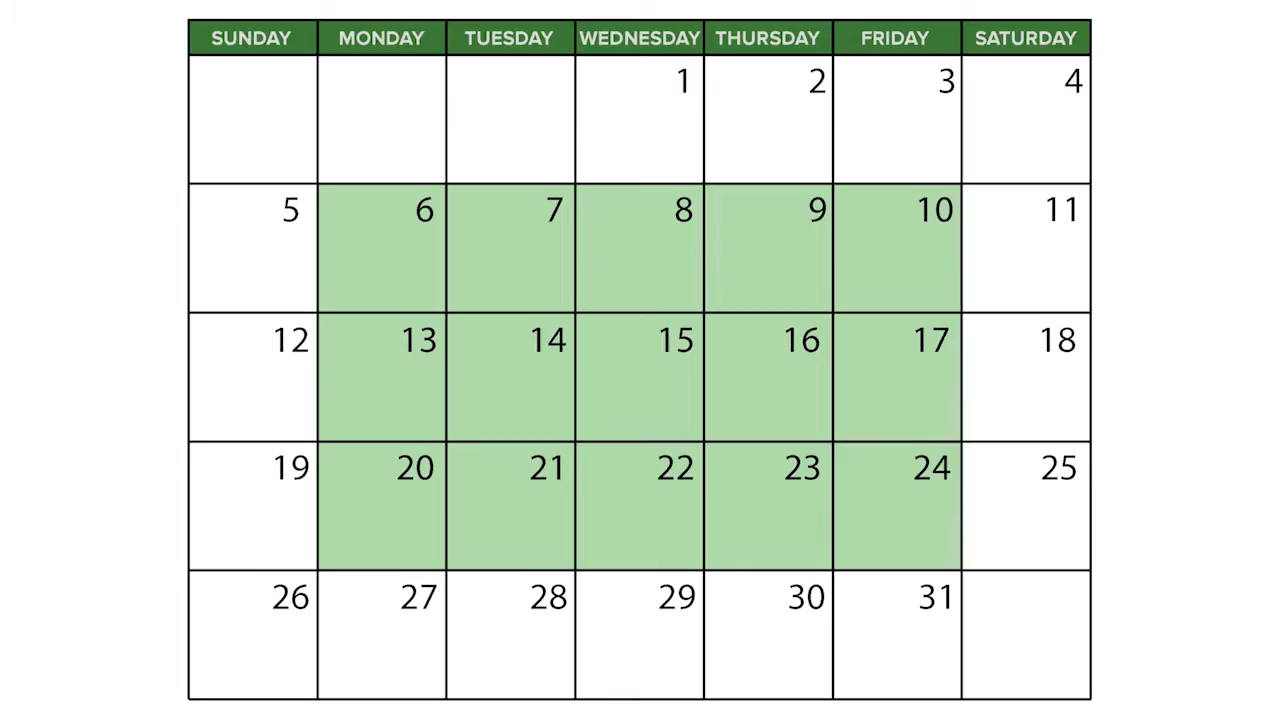 SUNDAY MONDAY TUESDAY WEDNESDAY THURSDAY FRIDAY SATURDAY
1 2 3 4
5 6 7 8 9 10 11
12 13 14 15 16 17 18
19 20 21 22 23 24 25
26 27 28 29 30 31